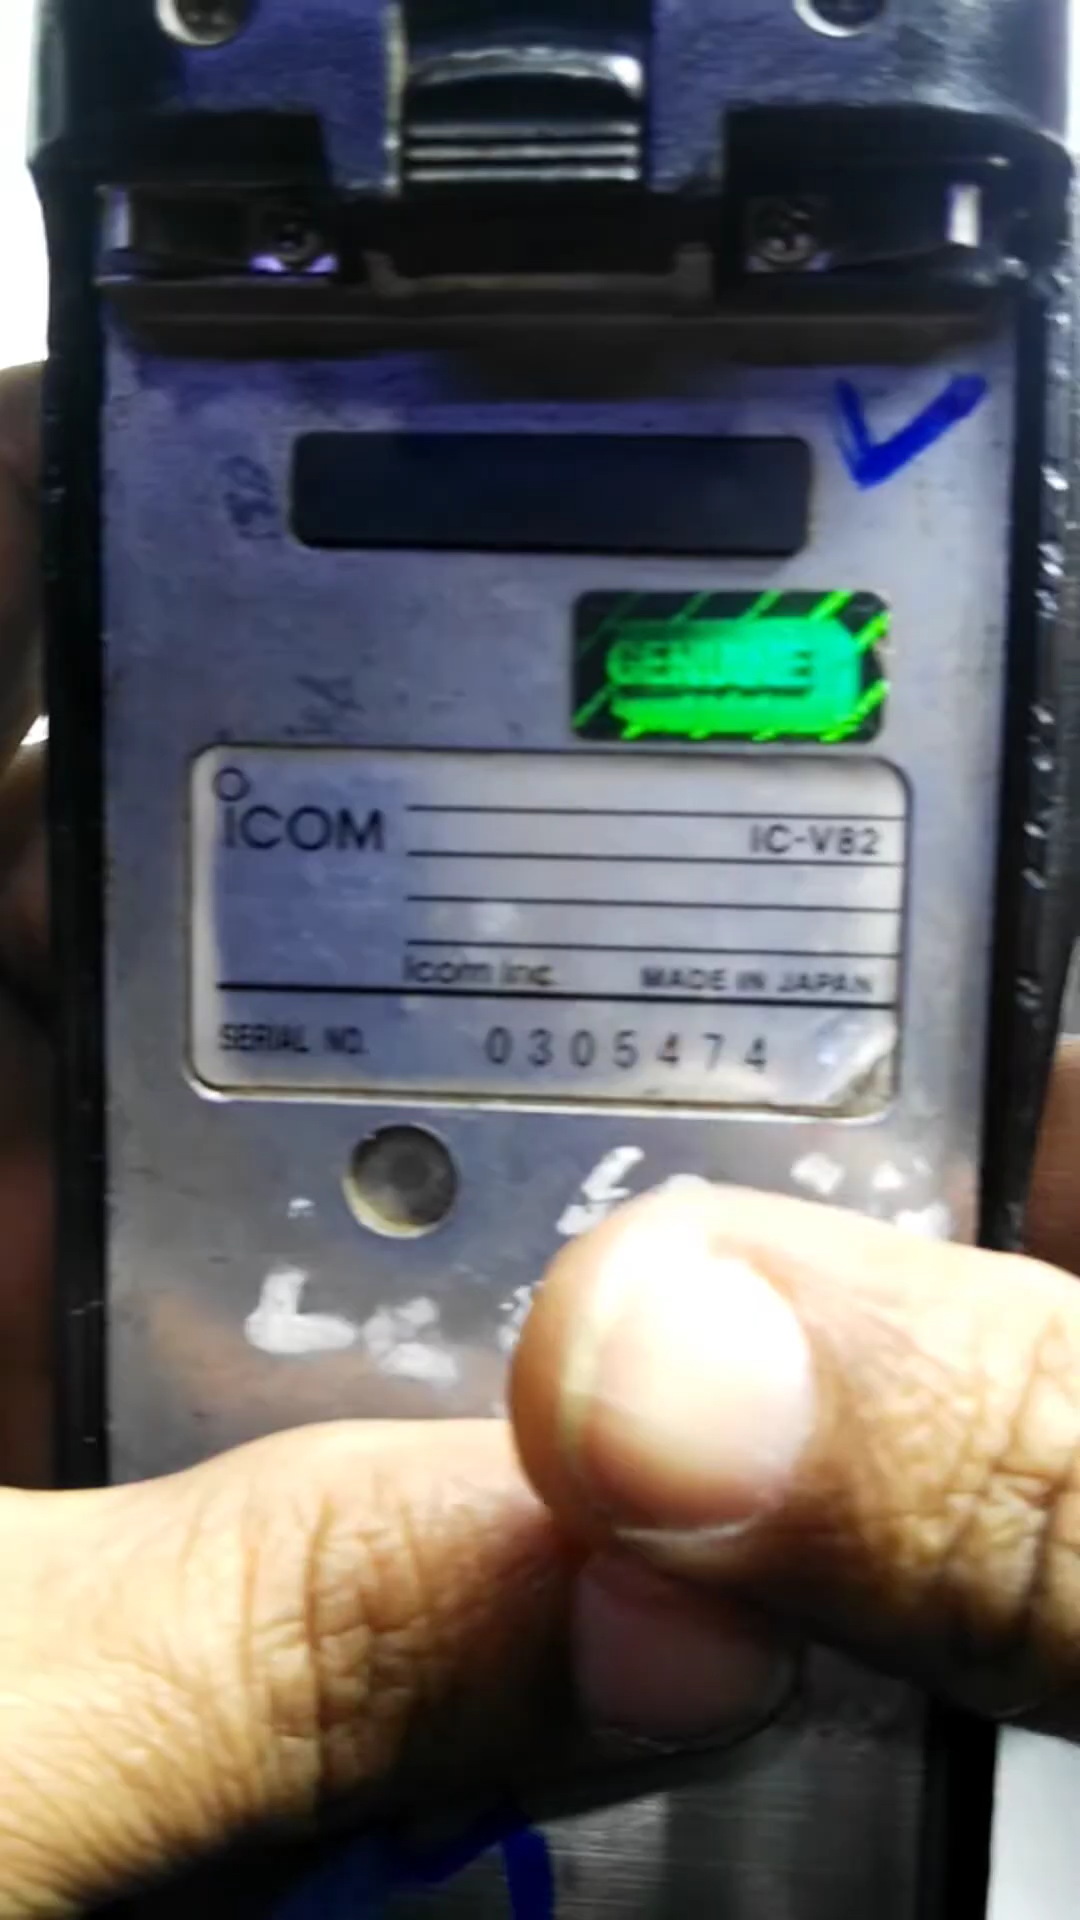 GENUINE
ICOM
IC-V82
Icom Inc.
MADE IN JAPAN
SERIAL NO. 0305474